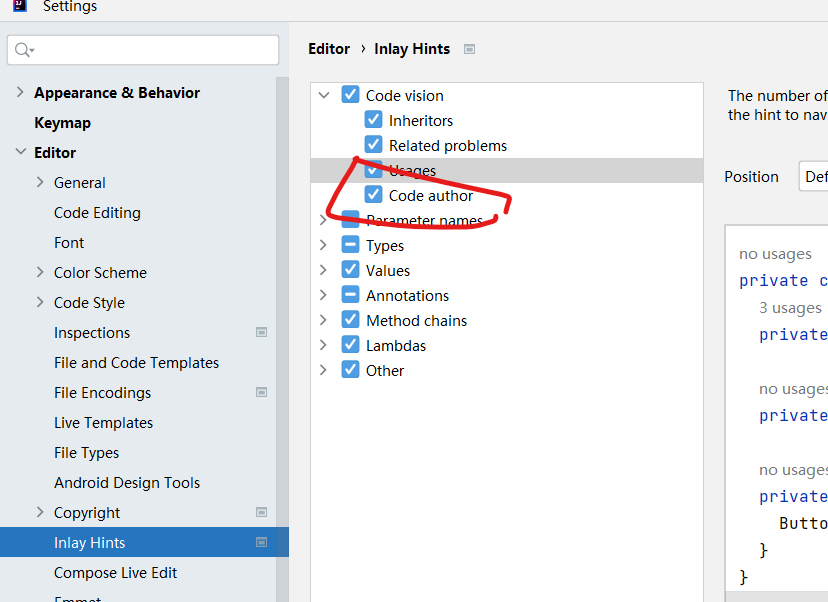 Settings
Editor › Inlay Hints
Appearance & Behavior
Keymap
Editor
General
Code Editing
Font
Color Scheme
Code Style
Inspections
File and Code Templates
File Encodings
Live Templates
File Types
Android Design Tools
Copyright
Inlay Hints
Compose Live Edit
Emmet
Code vision
Inheritors
Related problems
Usages
Code author
Parameter names
Types
Values
Annotations
Method chains
Lambdas
Other
The number of
the hint to nav
Position
Def
no usages
private c
3 usages
private
no usages
private
no usages
private
Butto
}
}